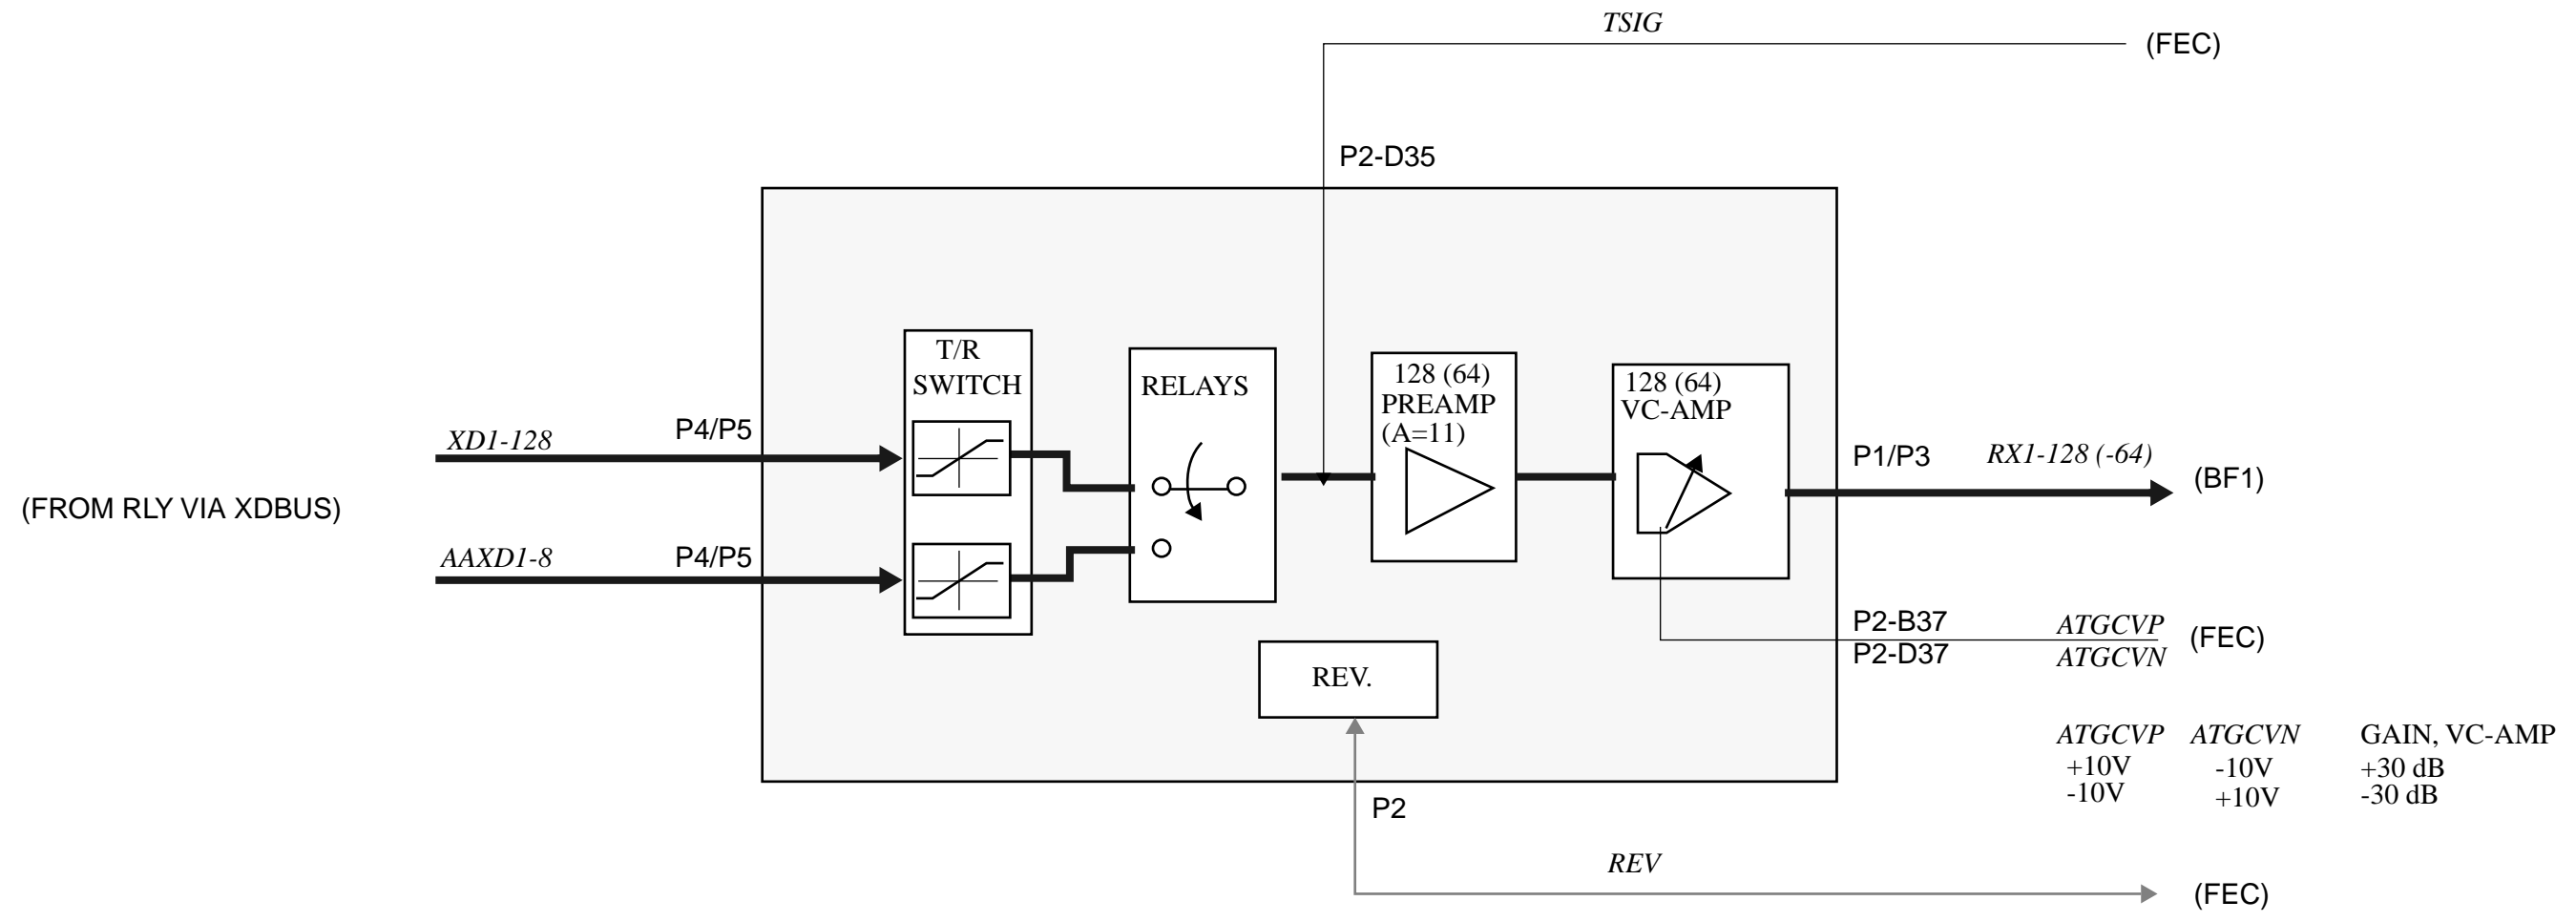 TSIG
(FEC)
P2-D35
T/R
SWITCH
RELAYS
128 (64)
PREAMP
(A=11)
128 (64)
VC-AMP
XD1-128
P4/P5
(FROM RLY VIA XDBUS)
AAXD1-8
P4/P5
P1/P3
RX1-128 (-64)
(BF1)
P2-B37
ATGCVP
(FEC)
P2-D37
ATGCVN
REV.
ATGCVP ATGCVN GAIN, VC-AMP
+10V -10V +30 dB
-10V +10V -30 dB
P2
REV
(FEC)